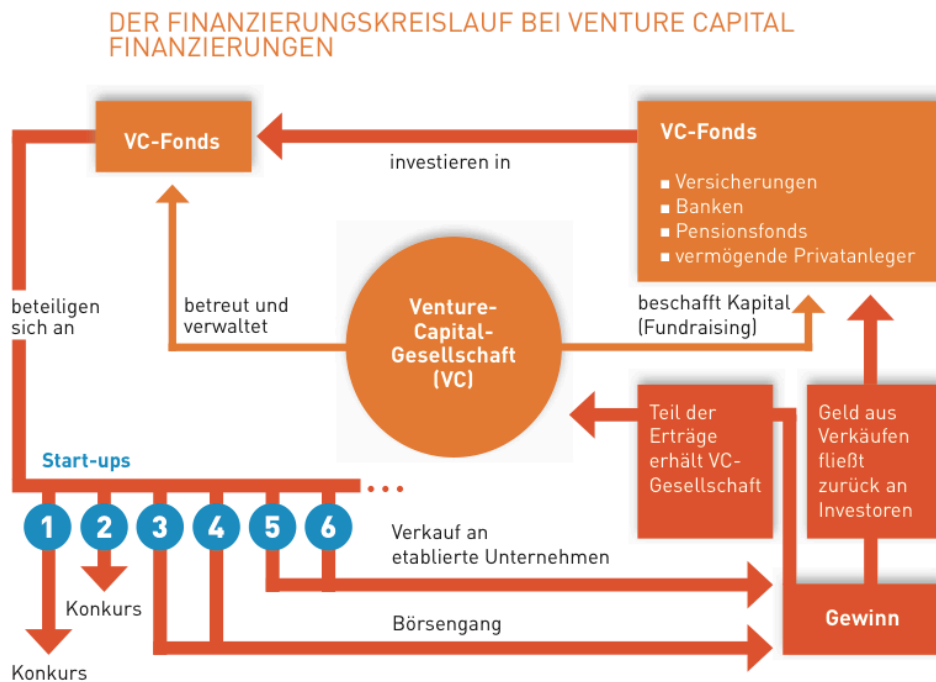 DER FINANZIERUNGSKREISLAUF BEI VENTURE CAPITAL
FINANZIERUNGEN
VC-Fonds
investieren in
VC-Fonds
▪ Versicherungen
▪ Banken
▪ Pensionsfonds
▪ vermögende Privatanleger
beteiligen
sich an
betreut und
verwaltet
Venture-
Capital-
Gesellschaft
(VC)
beschafft Kapital
(Fundraising)
Teil der
Erträge
erhält VC-
Gesellschaft
Geld aus
Verkäufen
fließt
zurück an
Investoren
Start-ups
...
1 2 3 4 5 6
Verkauf an
etablierte Unternehmen
Konkurs
Börsengang
Gewinn
Konkurs